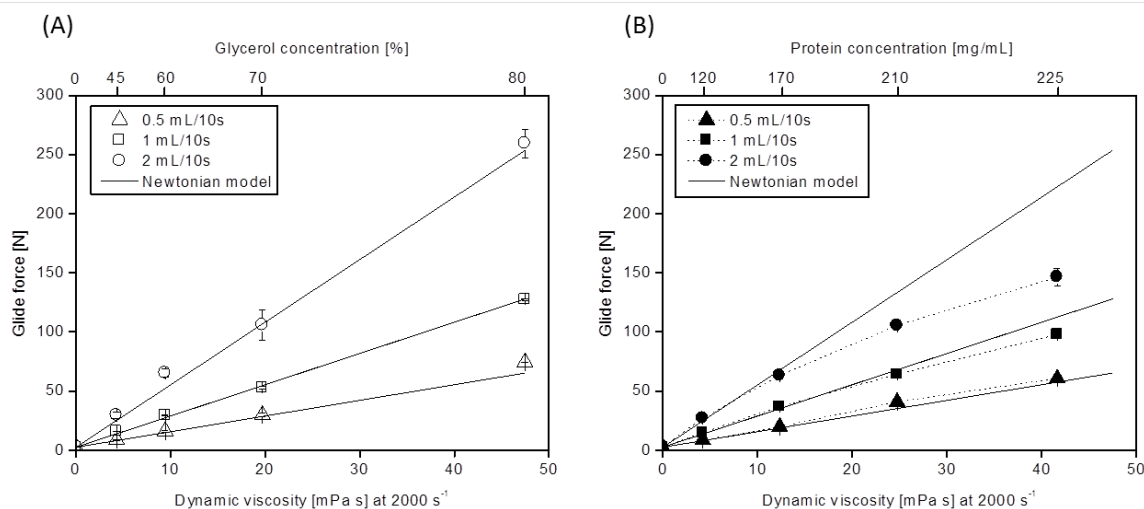 (A)
Glycerol concentration [%]
0 45 60 70 80
300
250
200
150
100
50
0
Glide force [N]
0.5 mL/10s
1 mL/10s
2 mL/10s
Newtonian model
0 10 20 30 40 50
Dynamic viscosity [mPa s] at 2000 s⁻¹
(B)
Protein concentration [mg/mL]
0 120 170 210 225
300
250
200
150
100
50
0
Glide force [N]
0.5 mL/10s
1 mL/10s
2 mL/10s
Newtonian model
0 10 20 30 40 50
Dynamic viscosity [mPa s] at 2000 s⁻¹